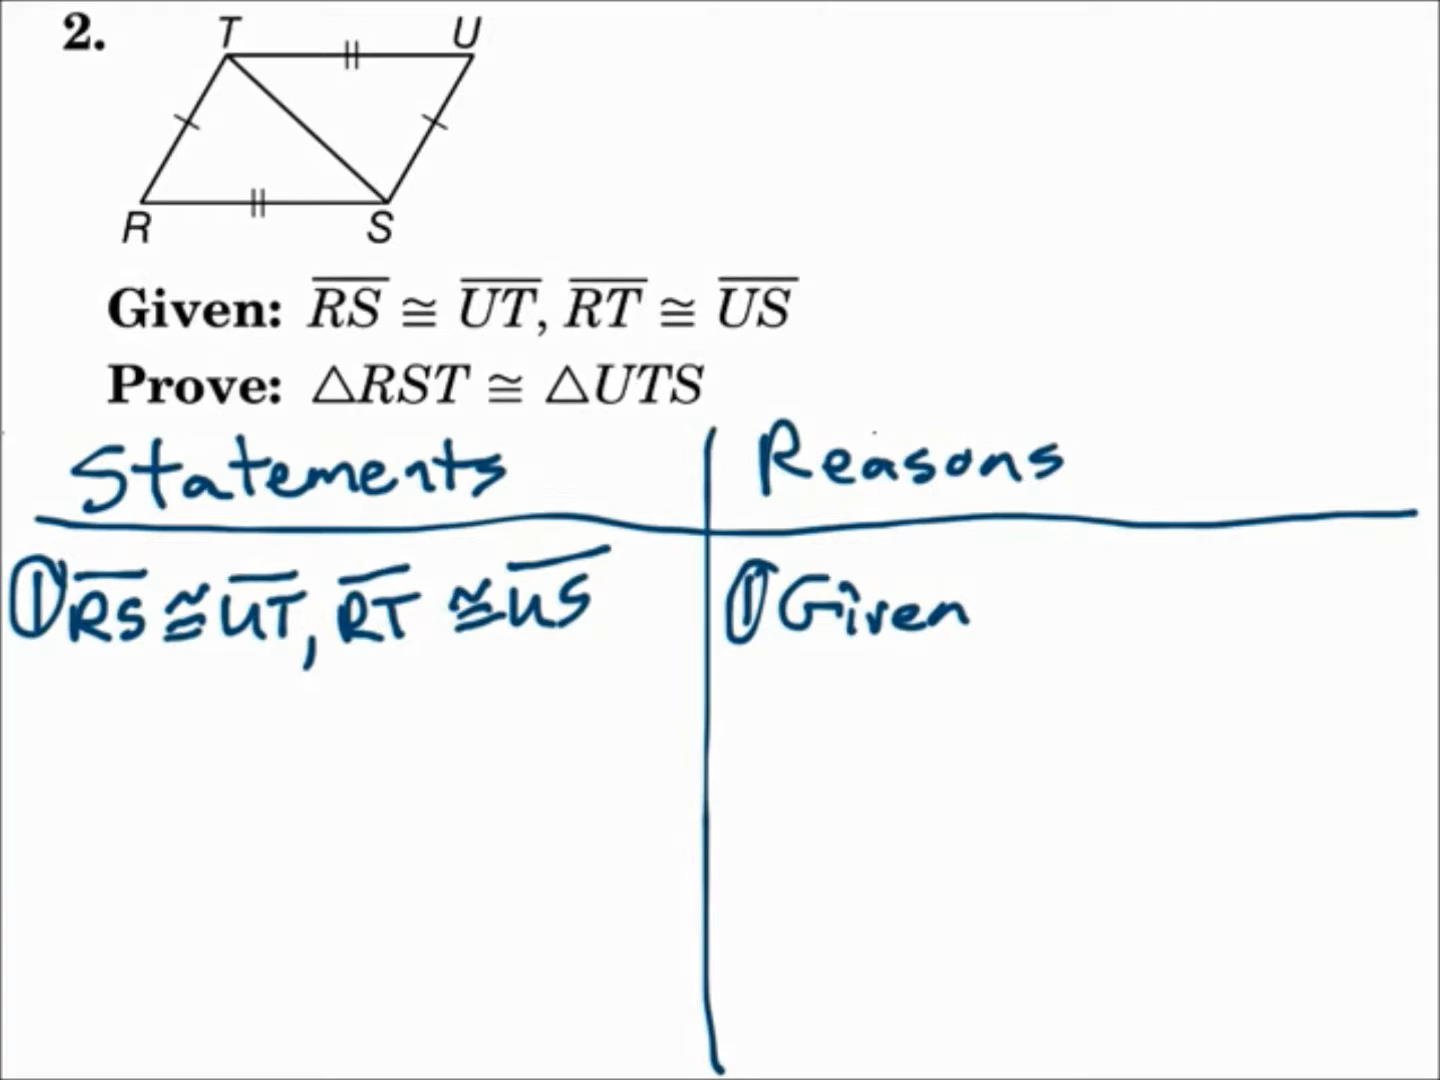 2.
T U
R S
Given: RS ≅ UT, RT ≅ US
Prove: △RST ≅ △UTS
Statements Reasons
① RS ≅ UT, RT ≅ US ① Given